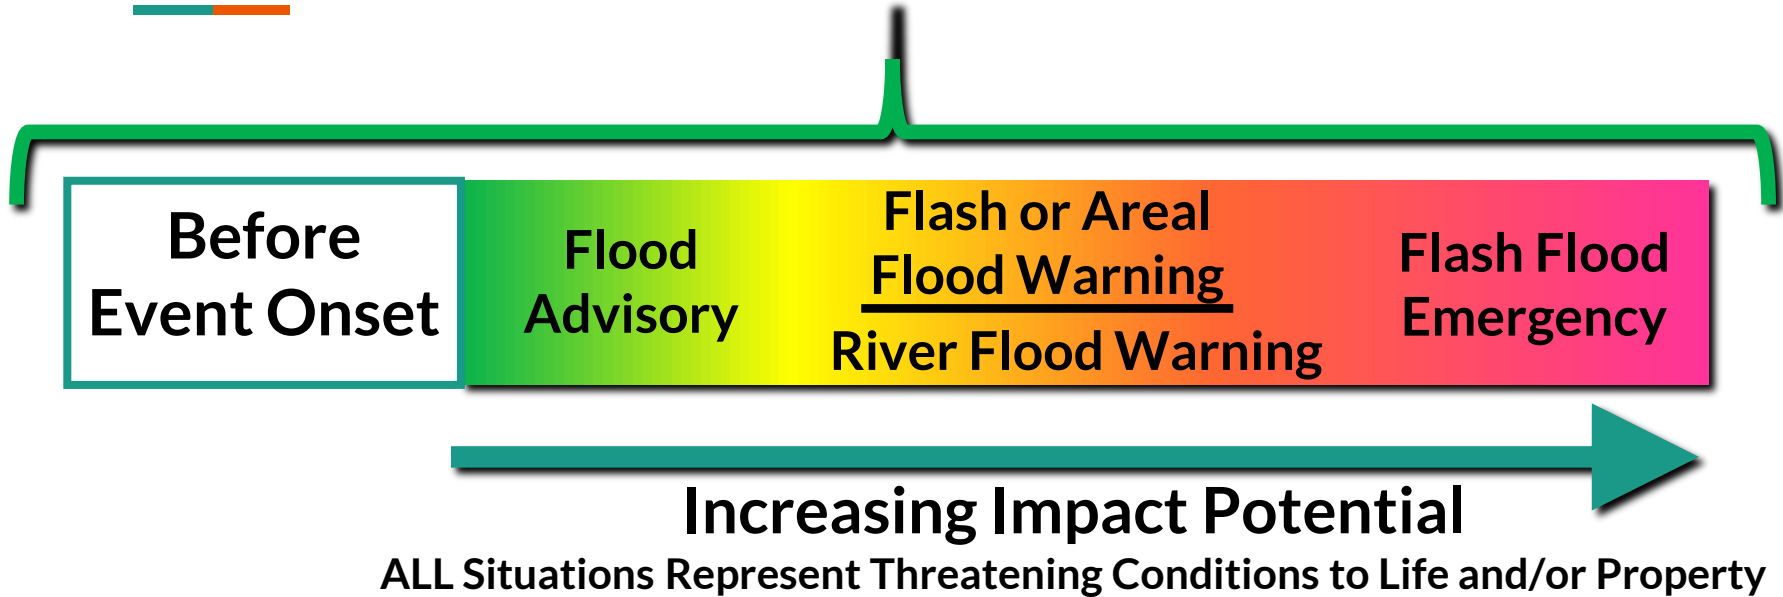 Before
Event Onset
Flood
Advisory
Flash or Areal
Flood Warning
River Flood Warning
Flash Flood
Emergency
Increasing Impact Potential
ALL Situations Represent Threatening Conditions to Life and/or Property